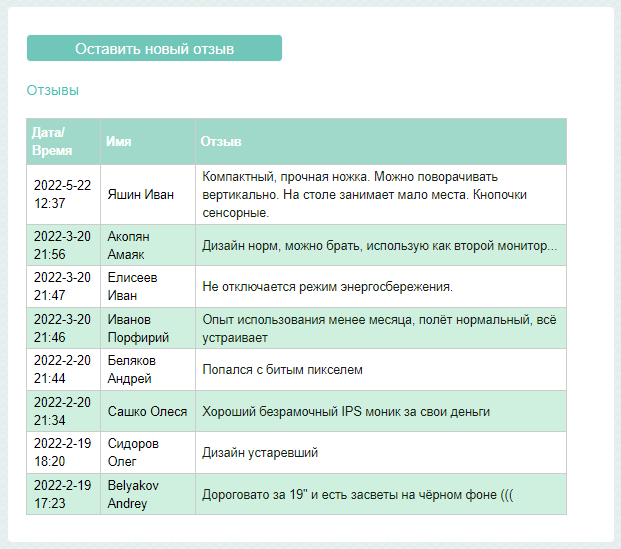 Оставить новый отзыв
Отзывы
Дата/
Время
Имя
Отзыв
2022-5-22
12:37
Яшин Иван
Компактный, прочная ножка. Можно поворачивать
вертикально. На столе занимает мало места. Кнопочки
сенсорные.
2022-3-20
21:56
Акопян
Амаяк
Дизайн норм, можно брать, использую как второй монитор...
2022-3-20
21:47
Елисеев
Иван
Не отключается режим энергосбережения.
2022-3-20
21:46
Иванов
Порфирий
Опыт использования менее месяца, полёт нормальный, всё
устраивает
2022-2-20
21:44
Беляков
Андрей
Попался с битым пикселем
2022-2-20
21:34
Сашко Олеся
Хороший безрамочный IPS моник за свои деньги
2022-2-19
18:20
Сидоров
Олег
Дизайн устаревший
2022-2-19
17:23
Belyakov
Andrey
Дороговато за 19" и есть засветы на чёрном фоне (((